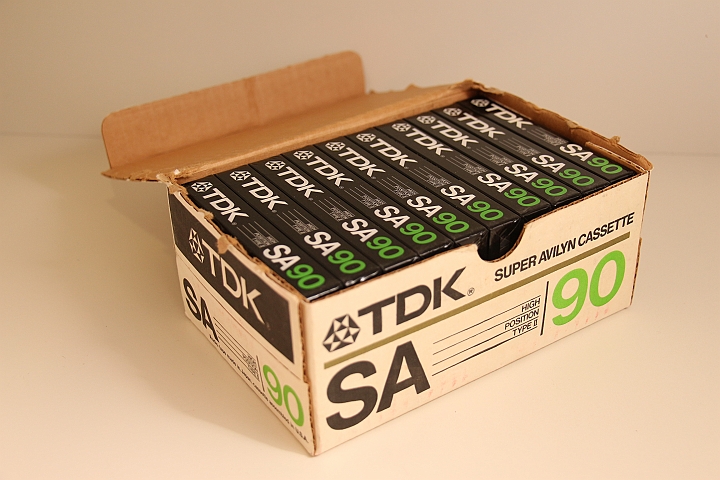 TDK SA90
TDK SA90
TDK SA90
TDK SA90
TDK SA90
TDK SA90
TDK SA90
TDK SA90
TDK SA90
TDK SA90
TDK
SA
90
TDK®
SUPER AVILYN CASSETTE
SA
HIGH
POSITION
TYPE II
90